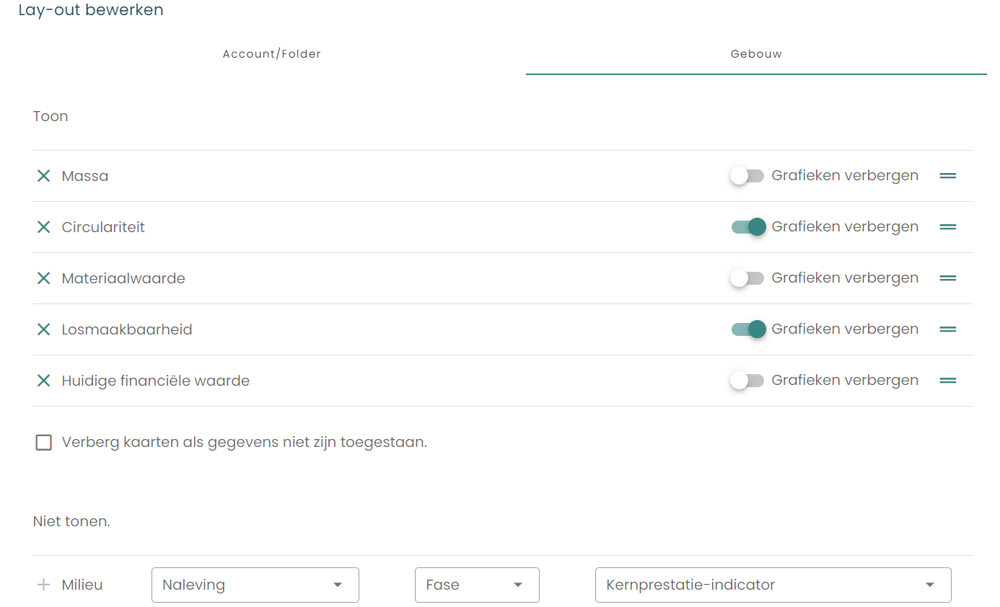 Lay-out bewerken
Account/Folder
Gebouw
Toon
Massa
Grafieken verbergen
Circulariteit
Grafieken verbergen
Materiaalwaarde
Grafieken verbergen
Losmaakbaarheid
Grafieken verbergen
Huidige financiële waarde
Grafieken verbergen
Verberg kaarten als gegevens niet zijn toegestaan.
Niet tonen.
Milieu
Naleving
Fase
Kernprestatie-indicator